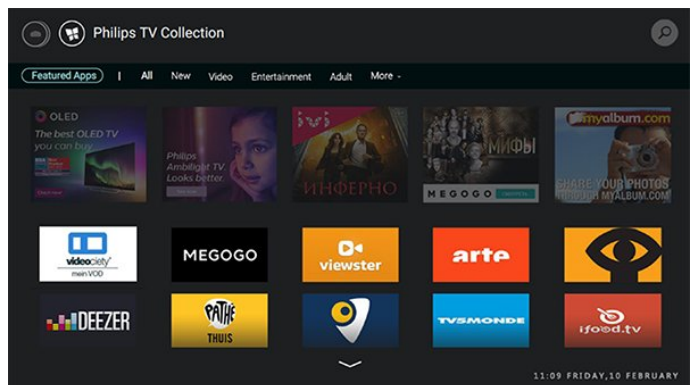 Philips TV Collection
Featured Apps | All New Video Entertainment Adult More
OLED
The best OLED TV
you can buy
Philips
Ambilight TV.
Looks better.
ivi
ИНФЕРНО
МИФЫ
MEGOGO
myalbum.com
SHARE YOUR PHOTOS
THROUGH MYALBUM.COM
videociety
mein VOD
MEGOGO
viewster
arte
DEEZER
PATHÉ
THUIS
TV5MONDE
ifood.tv
11:09 FRIDAY,10 FEBRUARY